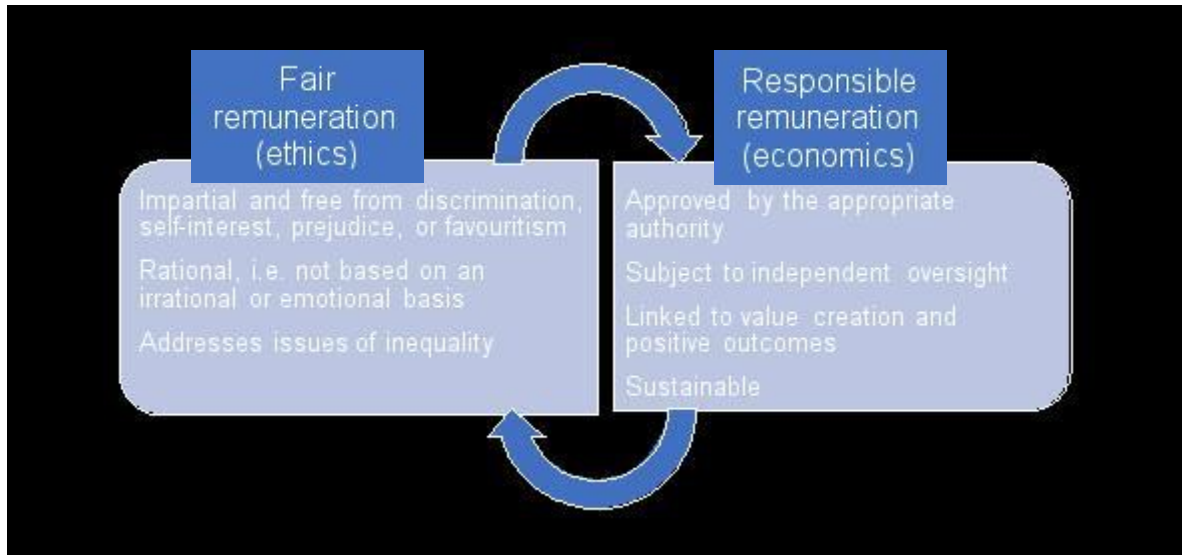 Fair
remuneration
(ethics)
Impartial and free from discrimination,
self-interest, prejudice, or favouritism
Rational, i.e. not based on an
irrational or emotional basis
Addresses issues of inequality
Responsible
remuneration
(economics)
Approved by the appropriate
authority
Subject to independent oversight
Linked to value creation and
positive outcomes
Sustainable